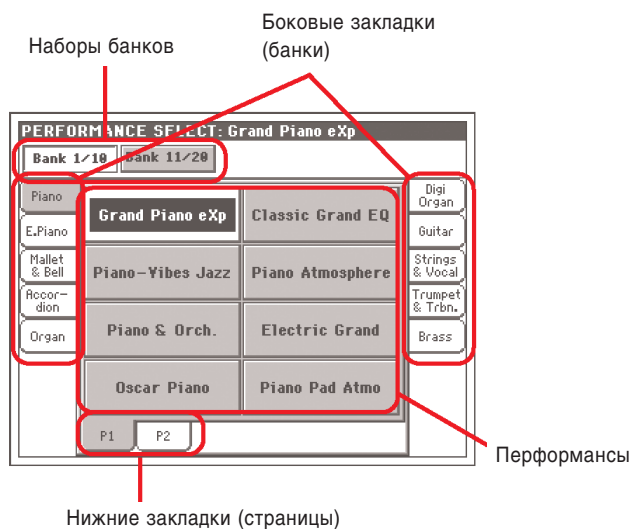 Боковые закладки
(банки)
Наборы банков
PERFORMANCE SELECT: Grand Piano eXp
Bank 1/10 Bank 11/20
Piano
E.Piano
Mallet
& Bell
Accor-
dion
Organ
Grand Piano eXp Classic Grand EQ
Piano-Vibes Jazz Piano Atmosphere
Piano & Orch. Electric Grand
Oscar Piano Piano Pad Atmo
Digi
Organ
Guitar
Strings
& Vocal
Trumpet
& Trbn.
Brass
P1 P2
Перформансы
Нижние закладки (страницы)